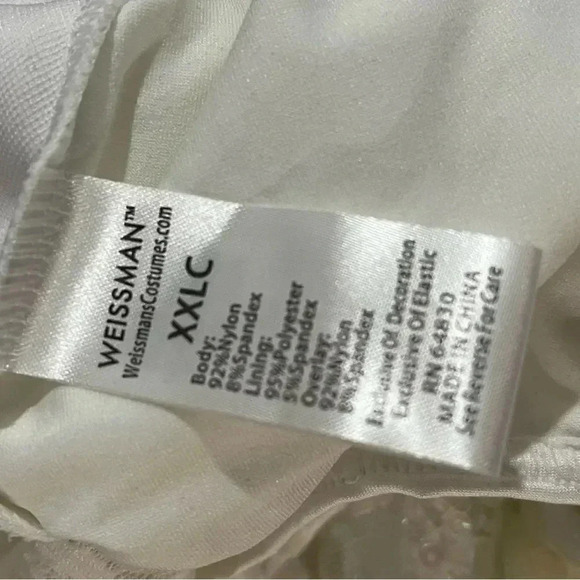 WEISSMAN™
WeissmansCostumes.com
XXLC
Body:
92%Nylon
8%Spandex
Lining:
95%Polyester
5%Spandex
Overlay:
92%Nylon
8%Spandex
Exclusive Of Decoration
Exclusive Of Elastic
RN 64830
MADE IN CHINA
See Reverse For Care